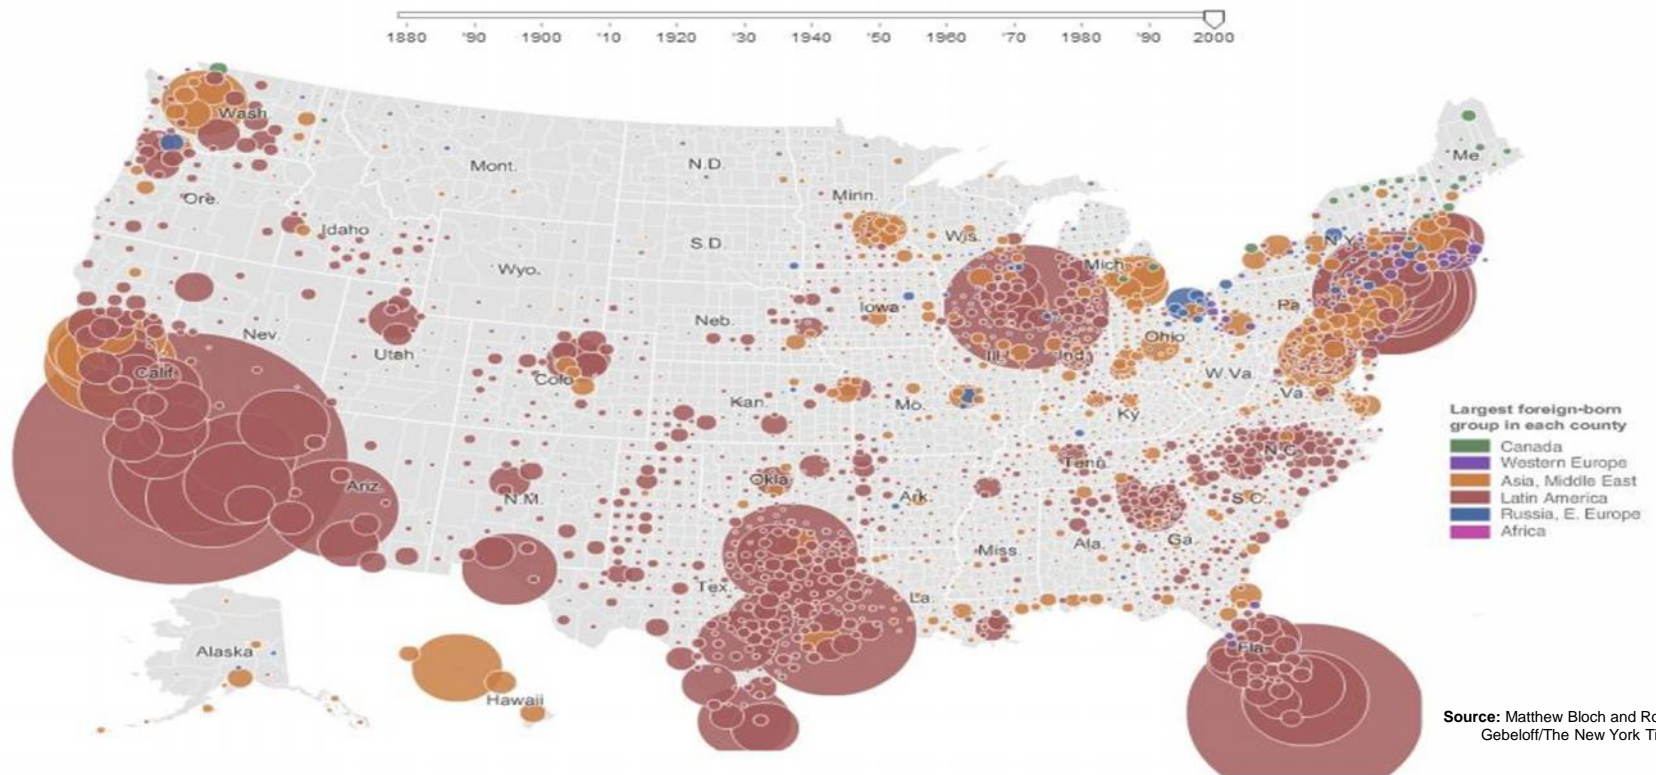 1880 '90 1900 '10 1920 '30 1940 '50 1960 '70 1980 '90 2000
Wash.
Mont.
N.D.
Minn.
Me.
Ore.
Idaho
S.D.
Wis.
N.Y.
Mich.
Wyo.
Nev.
Neb.
Iowa
Pa.
Utah
Ill.
Ind.
Ohio
Calif.
Colo.
Kan.
Mo.
Ky.
W.Va.
Va.
Ariz.
N.M.
Okla.
Ark.
Tenn.
N.C.
S.C.
Tex.
La.
Miss.
Ala.
Ga.
Fla.
Alaska
Hawaii
Largest foreign-born
group in each county
Canada
Western Europe
Asia, Middle East
Latin America
Russia, E. Europe
Africa
Source: Matthew Bloch and Ro
Gebeloff/The New York Ti